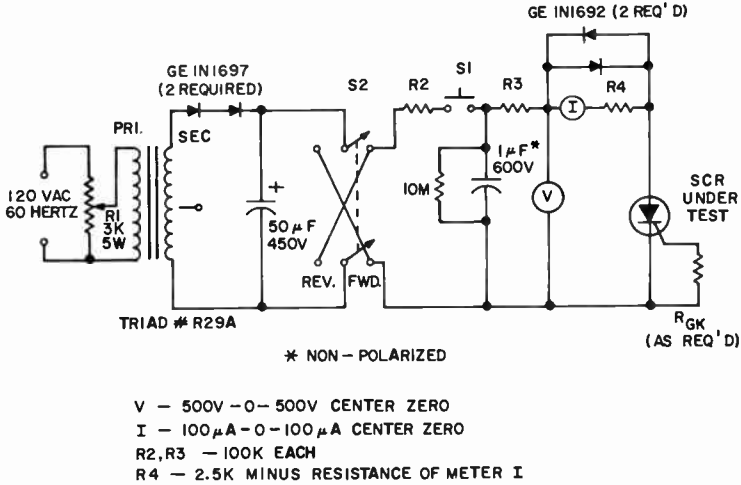 GE IN1692 (2 REQ'D)
GE IN1697
(2 REQUIRED)
S2
R2
S1
R3
R4
I
PRI.
SEC
120 VAC
60 HERTZ
R1
3K
5W
+
50 µF
450V
10M
1µF*
600V
V
SCR
UNDER
TEST
REV.
FWD.
TRIAD # R29A
RGK
(AS REQ'D)
* NON-POLARIZED
V - 500V-0-500V CENTER ZERO
I - 100µA-0-100µA CENTER ZERO
R2,R3 - 100K EACH
R4 - 2.5K MINUS RESISTANCE OF METER I